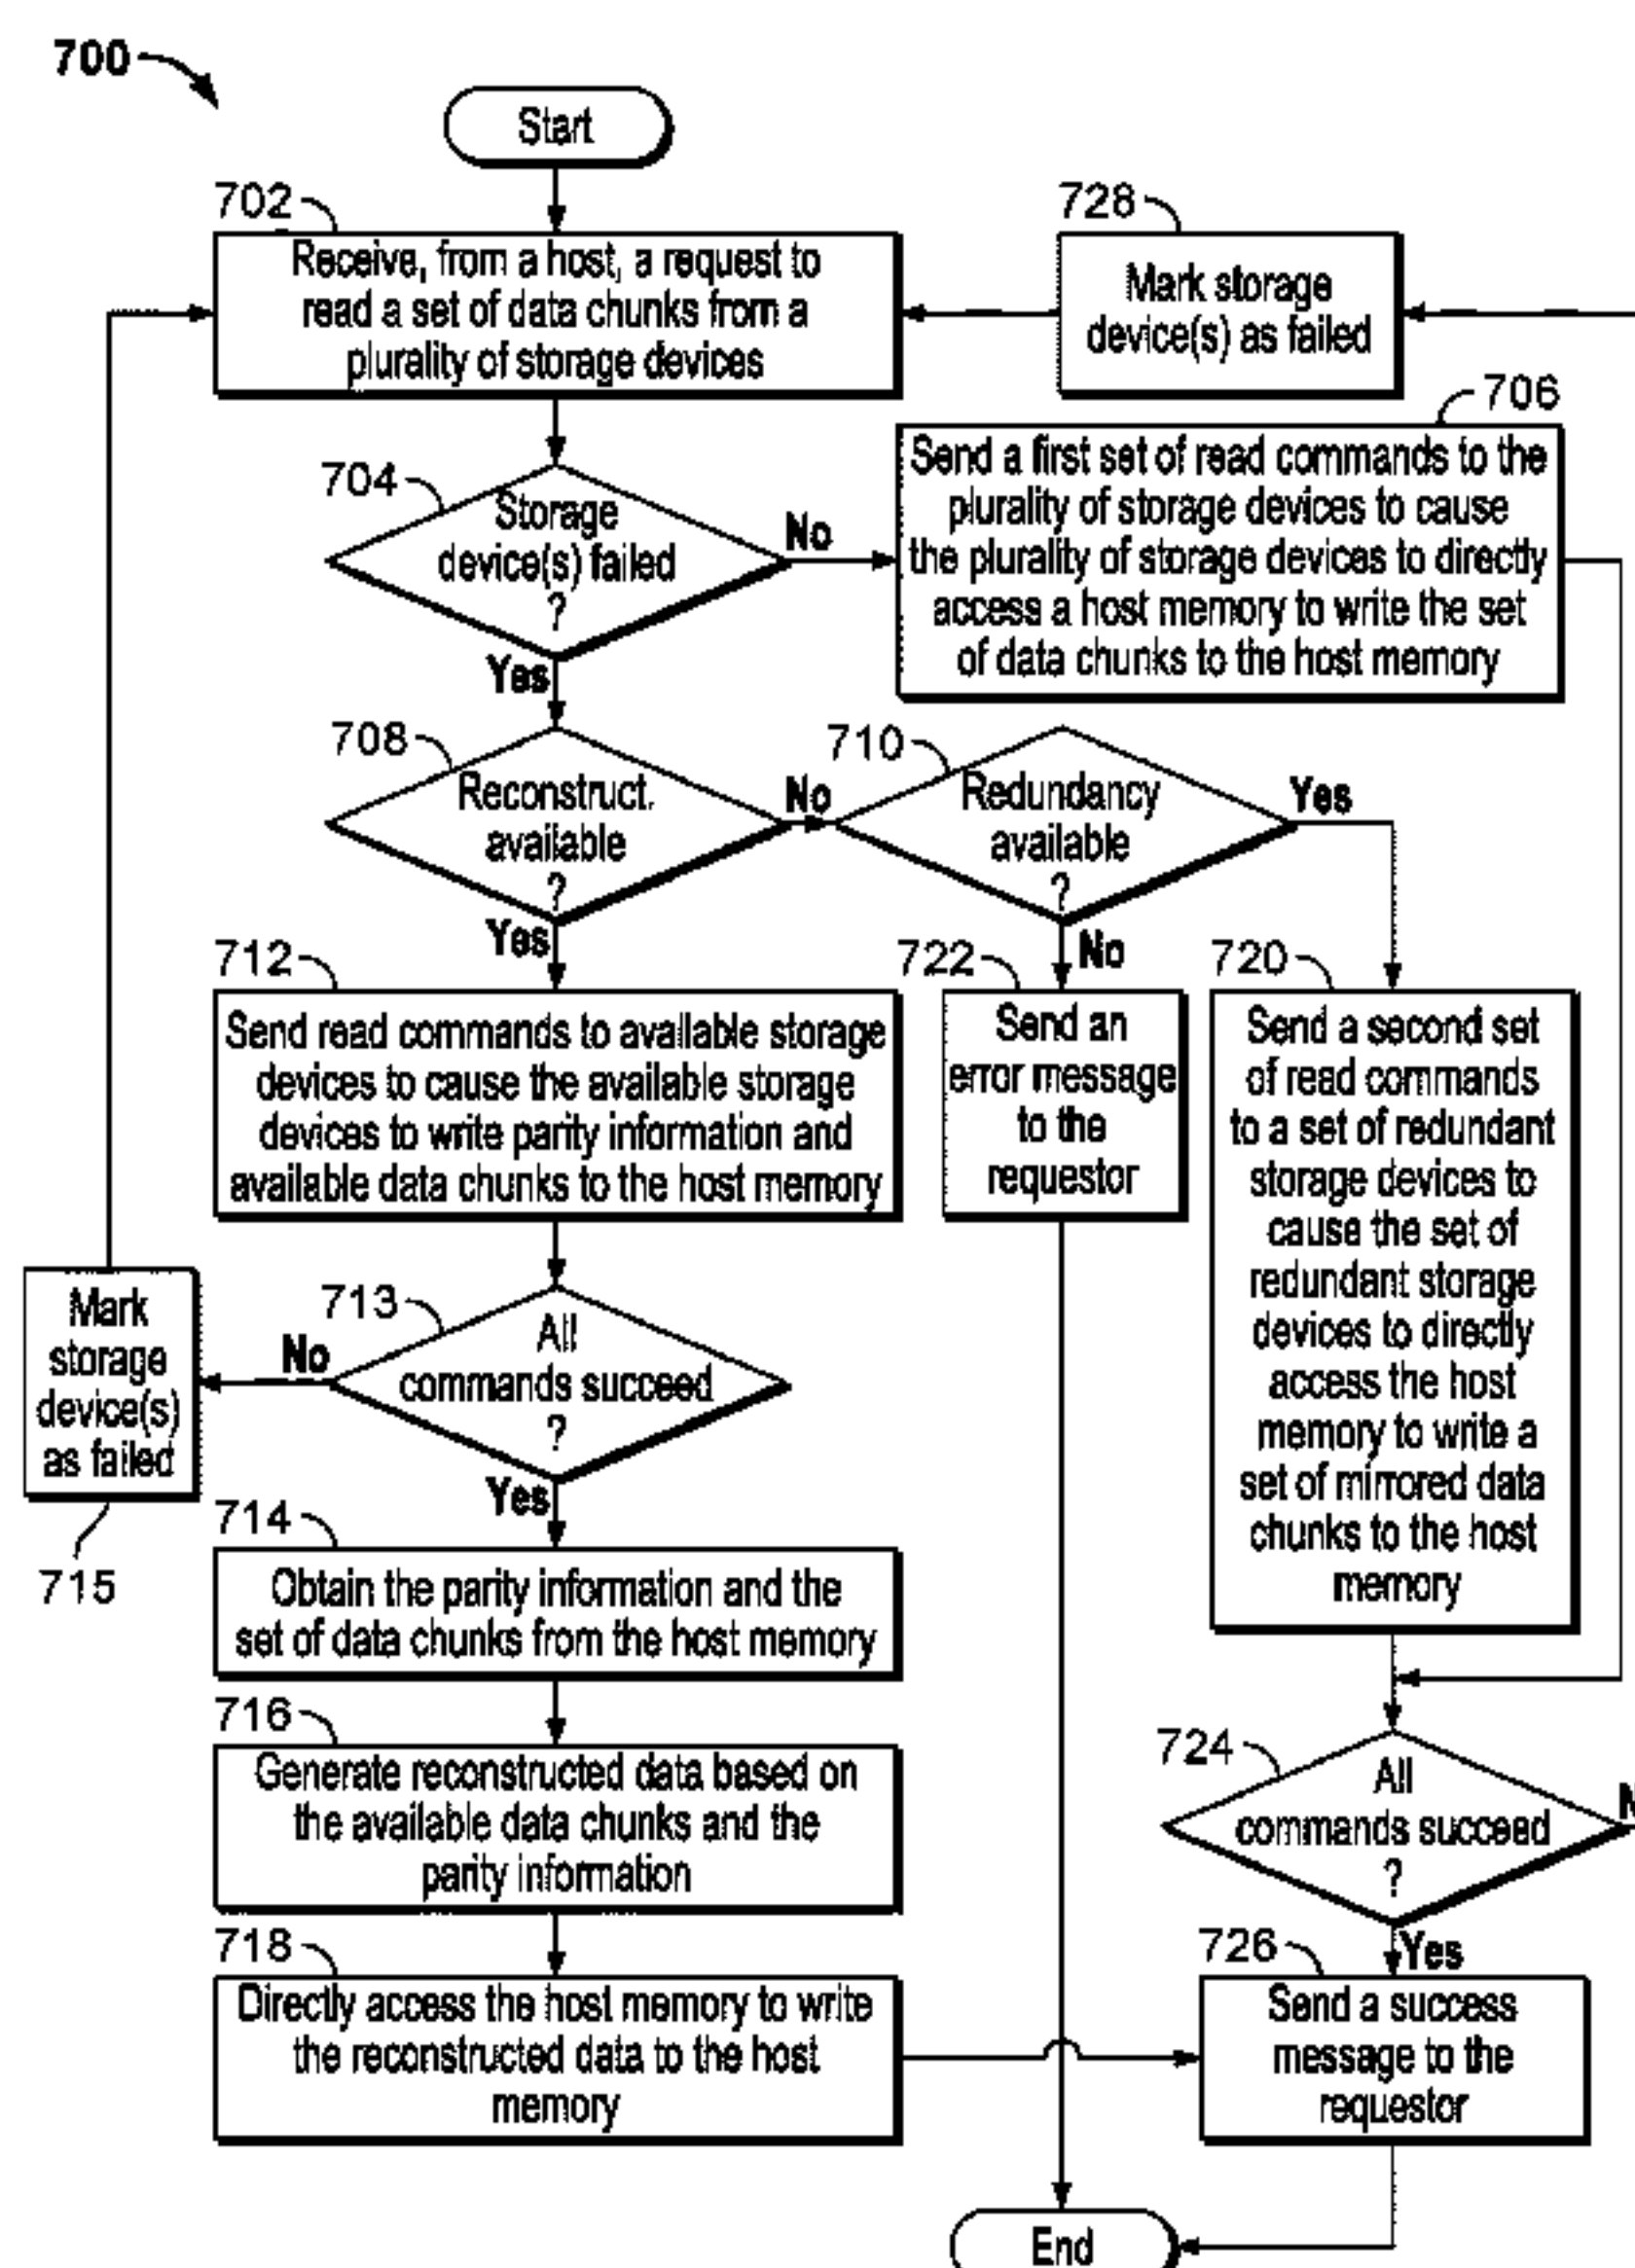 700
Start
702
Receive, from a host, a request to
read a set of data chunks from a
plurality of storage devices
728
Mark storage
device(s) as failed
704
Storage
device(s) failed
?
No
Yes
706
Send a first set of read commands to the
plurality of storage devices to cause
the plurality of storage devices to directly
access a host memory to write the set
of data chunks to the host memory
708
Reconstruct.
available
?
No
Yes
710
Redundancy
available
?
Yes
No
712
Send read commands to available storage
devices to cause the available storage
devices to write parity information and
available data chunks to the host memory
722
Send an
error message
to the
requestor
720
Send a second set
of read commands
to a set of redundant
storage devices to
cause the set of
redundant storage
devices to directly
access the host
memory to write a
set of mirrored data
chunks to the host
memory
713
All
commands succeed
?
No
Yes
Mark
storage
device(s)
as failed
715
714
Obtain the parity information and the
set of data chunks from the host memory
716
Generate reconstructed data based on
the available data chunks and the
parity information
724
All
commands succeed
?
Yes
718
Directly access the host memory to write
the reconstructed data to the host
memory
726
Send a success
message to the
requestor
End